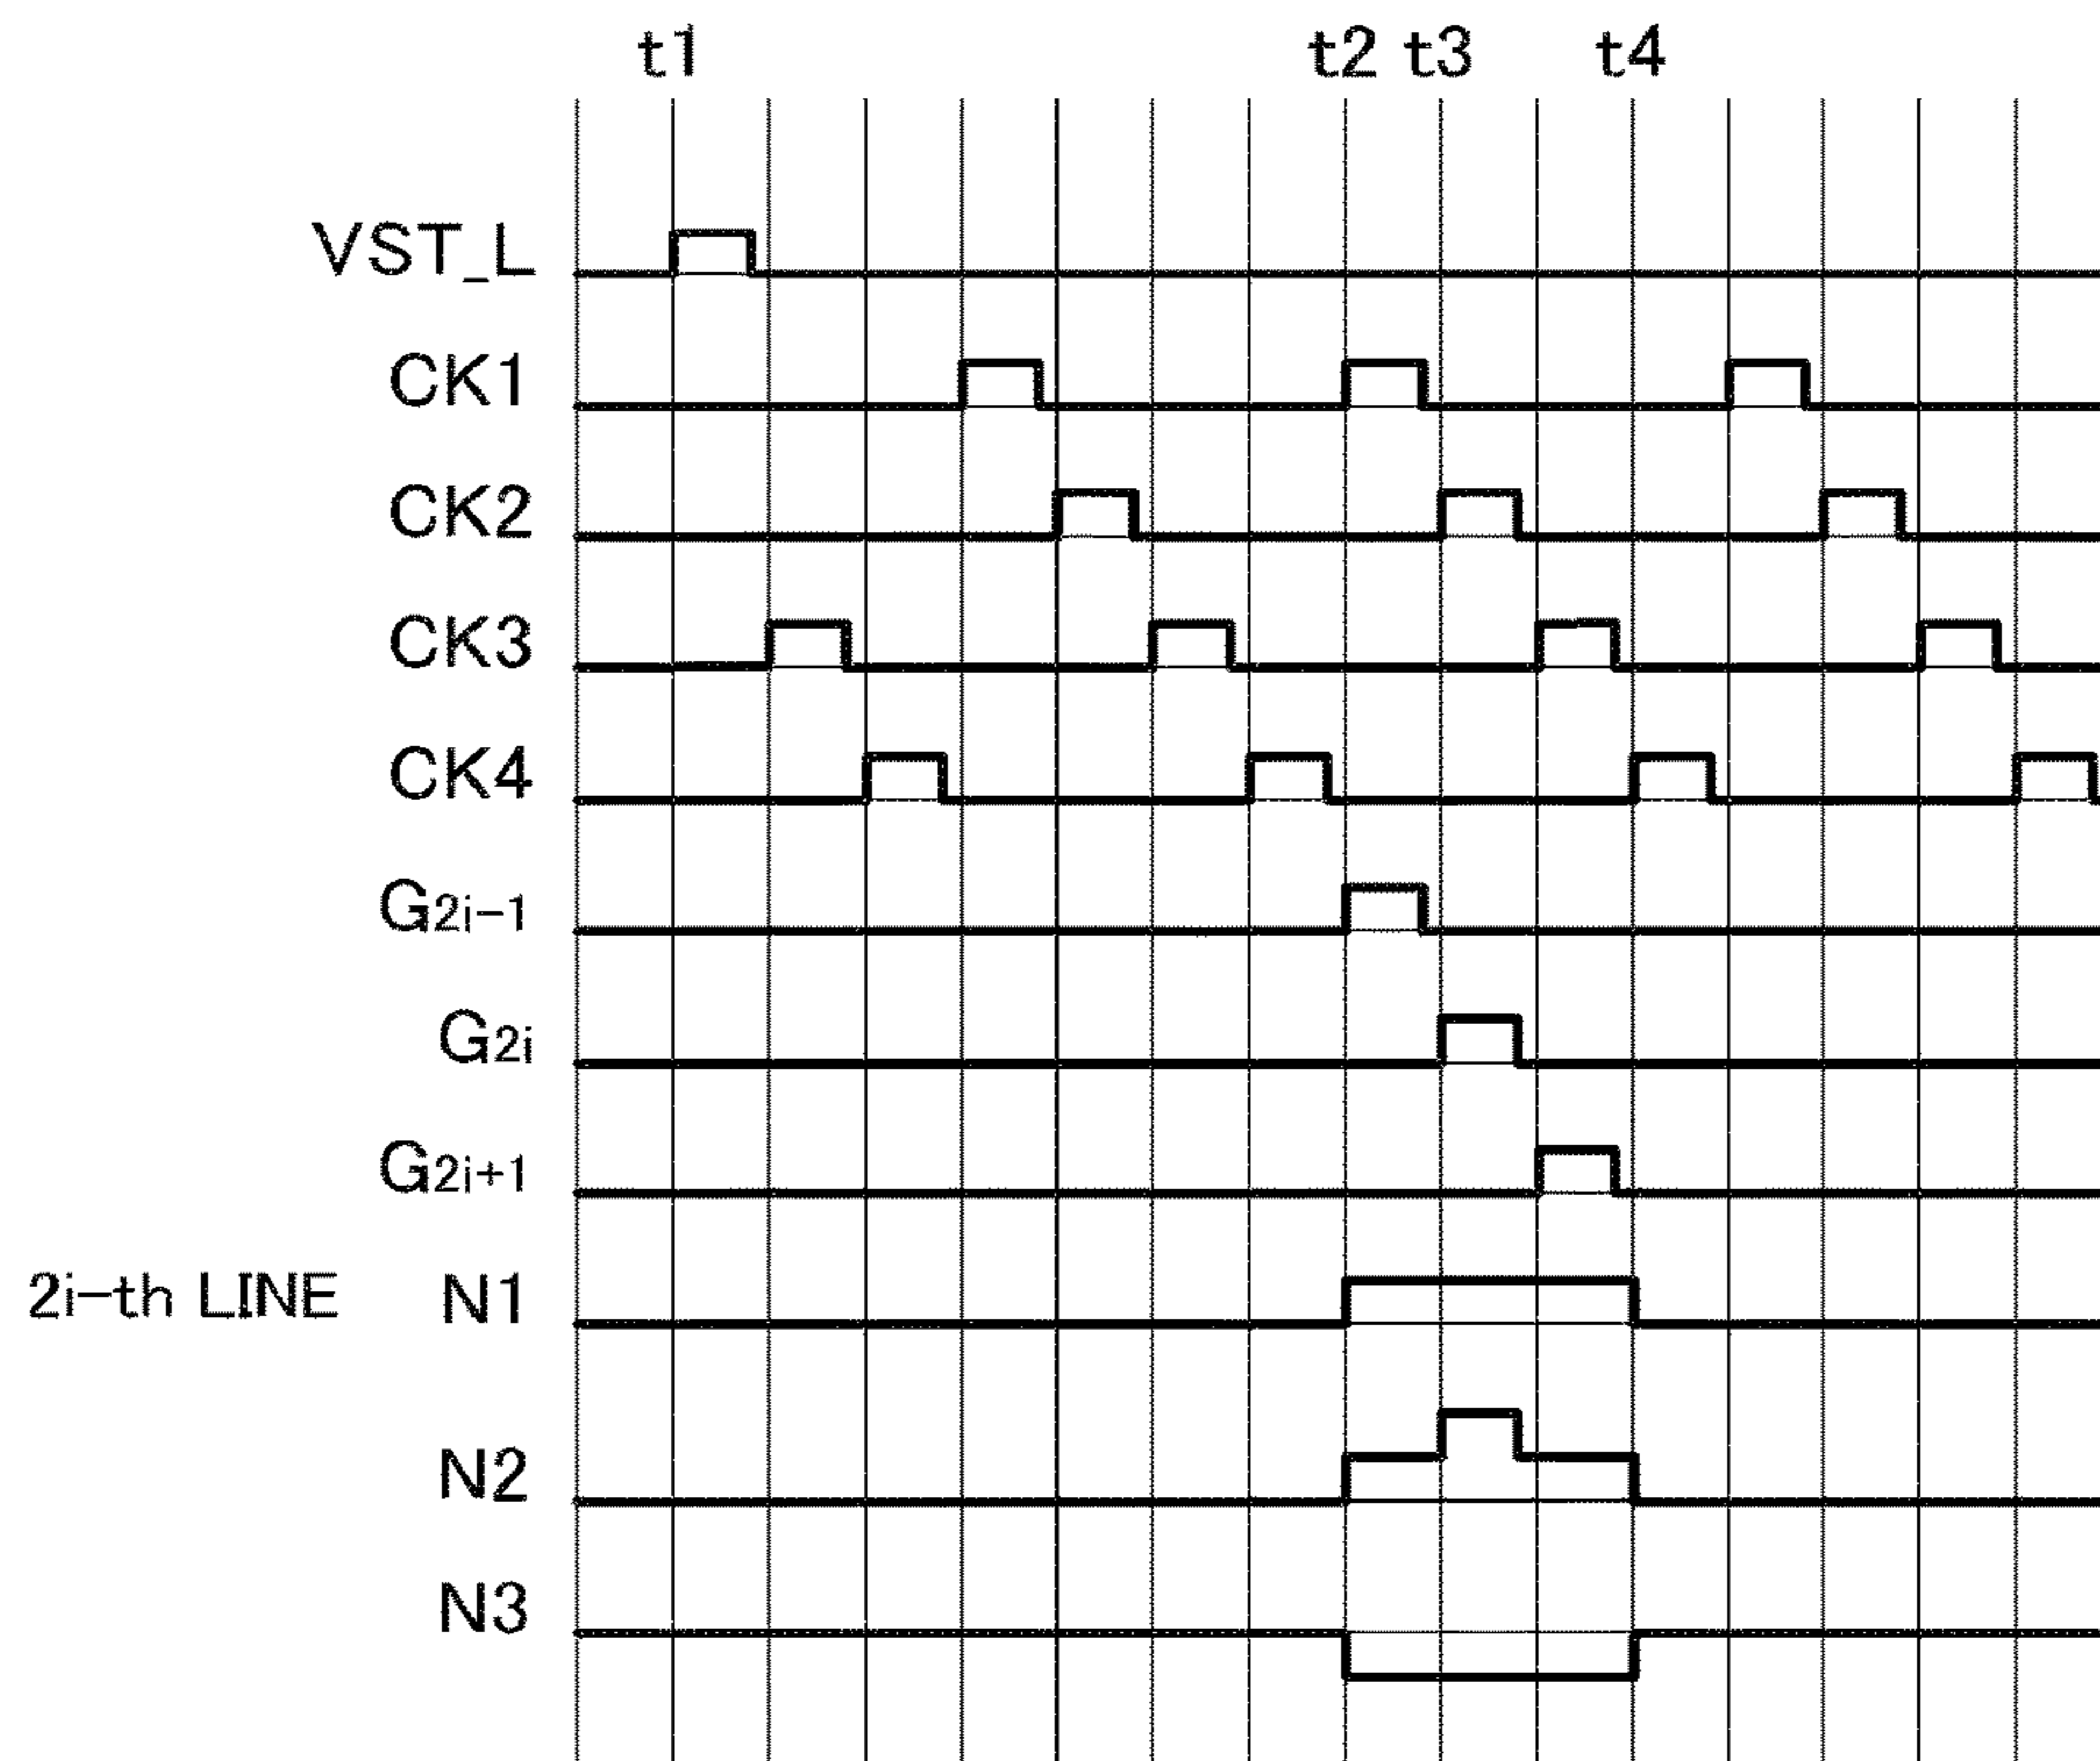 t1 t2 t3 t4
VST_L
CK1
CK2
CK3
CK4
G2i-1
G2i
G2i+1
2i-th LINE N1
N2
N3